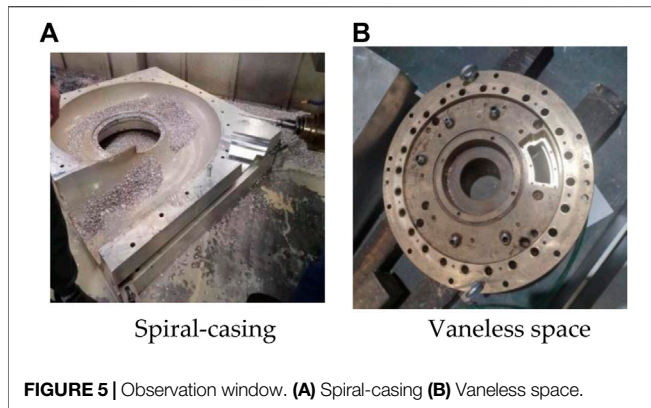 A
B
Spiral-casing
Vaneless space
FIGURE 5 | Observation window. (A) Spiral-casing (B) Vaneless space.